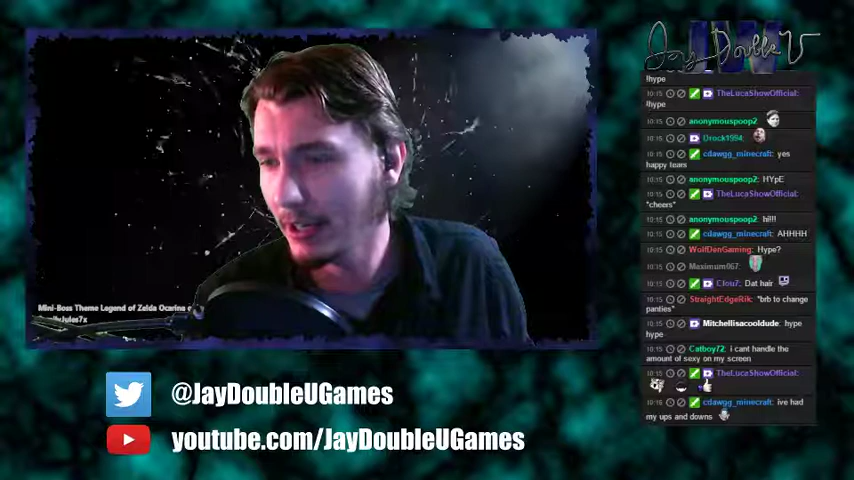 Jay Double U
!hype
10:15 TheLucaShowOfficial:
!hype
10:15 anonymouspoop2:
10:15 Drock1994:
10:15 cdawgg_minecraft: yes
happy tears
10:15 anonymouspoop2: HYpE
10:15 TheLucaShowOfficial:
*cheers*
10:15 anonymouspoop2: hi!!!
10:15 cdawgg_minecraft: AHHHH
10:15 WolfDenGaming: Hype?
10:15 Maximum667:
10:15 Clou7: Dat hair
10:15 StraightEdgeRik: *brb to change
panties*
10:15 Mitchellisacooldude: hype
hype
10:15 Catboy72: i cant handle the
amount of sexy on my screen
10:15 TheLucaShowOfficial:
10:16 cdawgg_minecraft: ive had
my ups and downs
Mini-Boss Theme Legend of Zelda Ocarina
@JayDoubleUGames
youtube.com/JayDoubleUGames